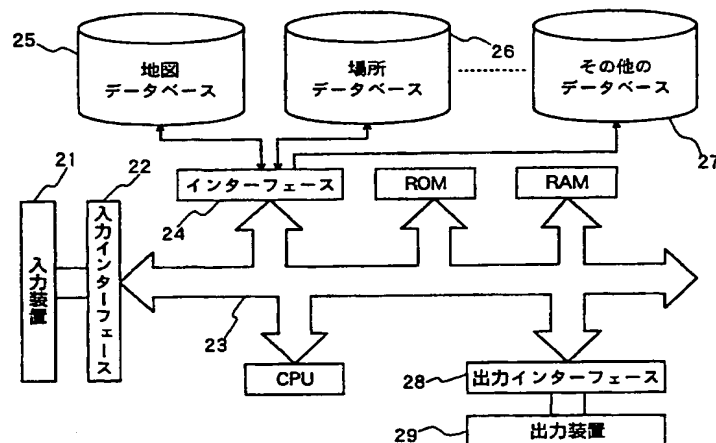 25
地図
データベース
場所
データベース
26
その他の
データベース
27
21
22
インターフェース
24
ROM
RAM
入力装置
入力インターフェース
23
CPU
28
出力インターフェース
29
出力装置